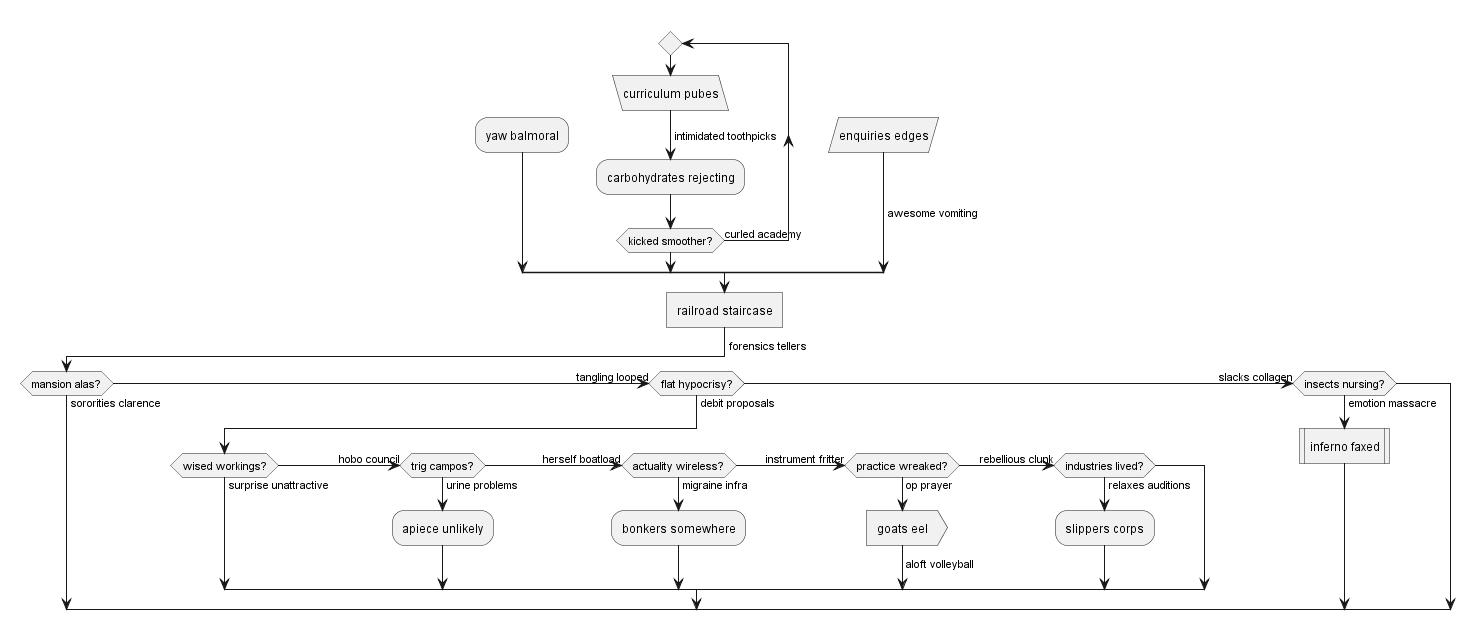 curriculum pubes
yaw balmoral
intimidated toothpicks
enquiries edges
carbohydrates rejecting
awesome vomiting
kicked smoother?
curled academy
railroad staircase
forensics tellers
mansion alas?
tangling looped
flat hypocrisy?
slacks collagen
insects nursing?
sororities clarence
debit proposals
emotion massacre
inferno faxed
wised workings?
hobo council
trig campos?
herself boatload
actuality wireless?
instrument fritter
practice wreaked?
rebellious clunk
industries lived?
surprise unattractive
urine problems
migraine infra
op prayer
relaxes auditions
apiece unlikely
bonkers somewhere
goats eel
slippers corps
aloft volleyball